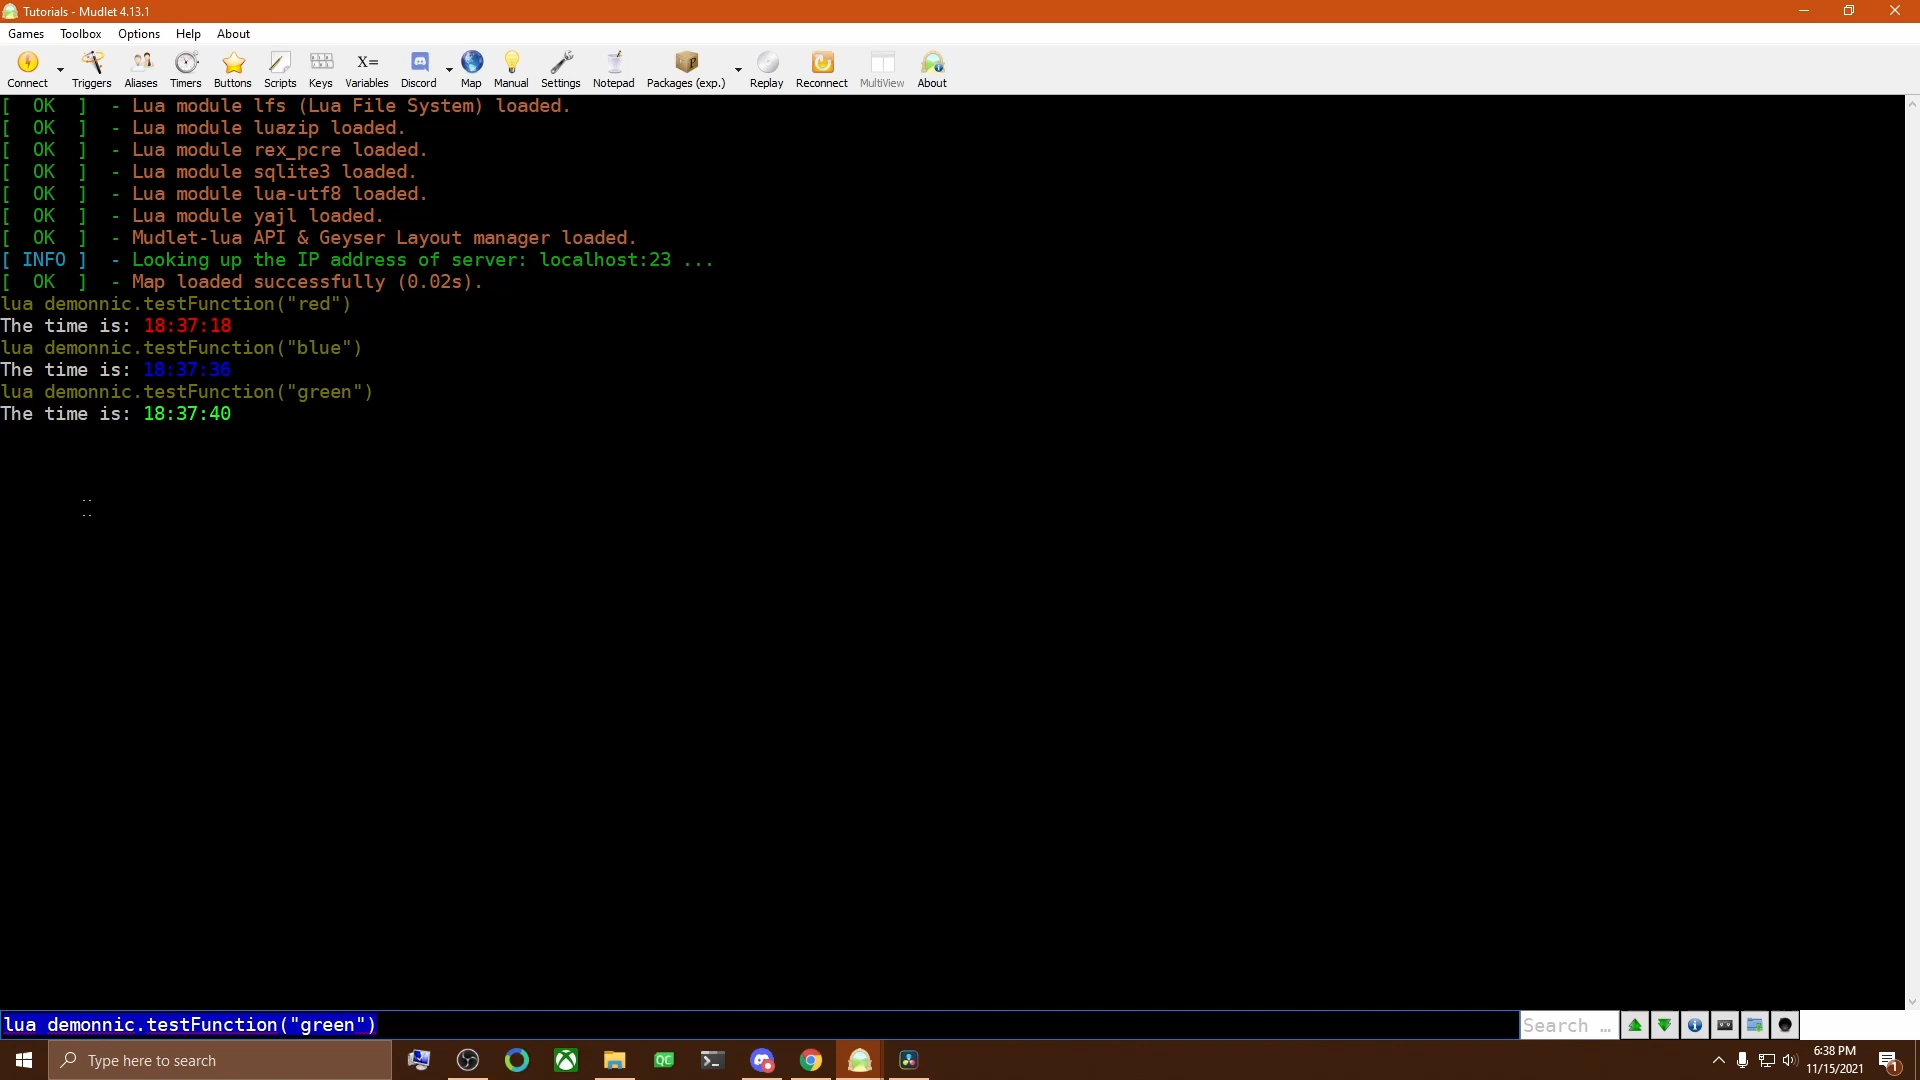 Tutorials - Mudlet 4.13.1
Games Toolbox Options Help About
X=
Connect Triggers Aliases Timers Buttons Scripts Keys Variables Discord Map Manual Settings Notepad Packages (exp.) Replay Reconnect MultiView About
[  OK  ]  - Lua module lfs (Lua File System) loaded.
[  OK  ]  - Lua module luazip loaded.
[  OK  ]  - Lua module rex_pcre loaded.
[  OK  ]  - Lua module sqlite3 loaded.
[  OK  ]  - Lua module lua-utf8 loaded.
[  OK  ]  - Lua module yajl loaded.
[  OK  ]  - Mudlet-lua API & Geyser Layout manager loaded.
[ INFO ]  - Looking up the IP address of server: localhost:23 ...
[  OK  ]  - Map loaded successfully (0.02s).
lua demonnic.testFunction("red")
The time is: 18:37:18
lua demonnic.testFunction("blue")
The time is: 18:37:36
lua demonnic.testFunction("green")
The time is: 18:37:40
lua demonnic.testFunction("green")
Search ...
Type here to search
QC
6:38 PM
11/15/2021
1